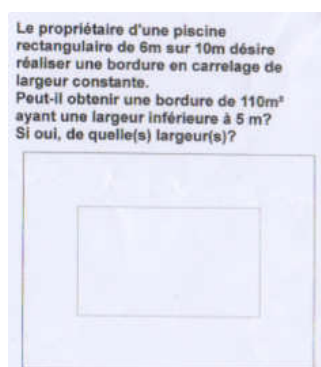 Le propriétaire d'une piscine
rectangulaire de 6m sur 10m désire
réaliser une bordure en carrelage de
largeur constante.
Peut-il obtenir une bordure de 110m²
ayant une largeur inférieure à 5 m?
Si oui, de quelle(s) largeur(s)?